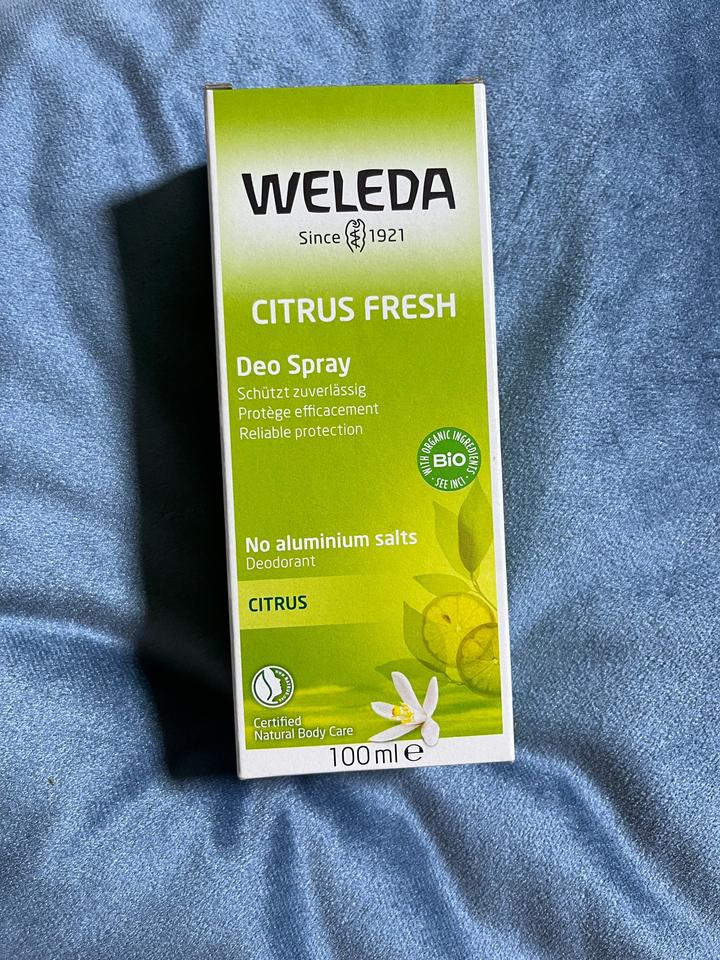 WELEDA
Since 1921
CITRUS FRESH
Deo Spray
Schützt zuverlässig
Protège efficacement
Reliable protection
WITH ORGANIC INGREDIENTS
BiO
· SEE INCI ·
No aluminium salts
Deodorant
CITRUS
Certified
Natural Body Care
100 ml ℮